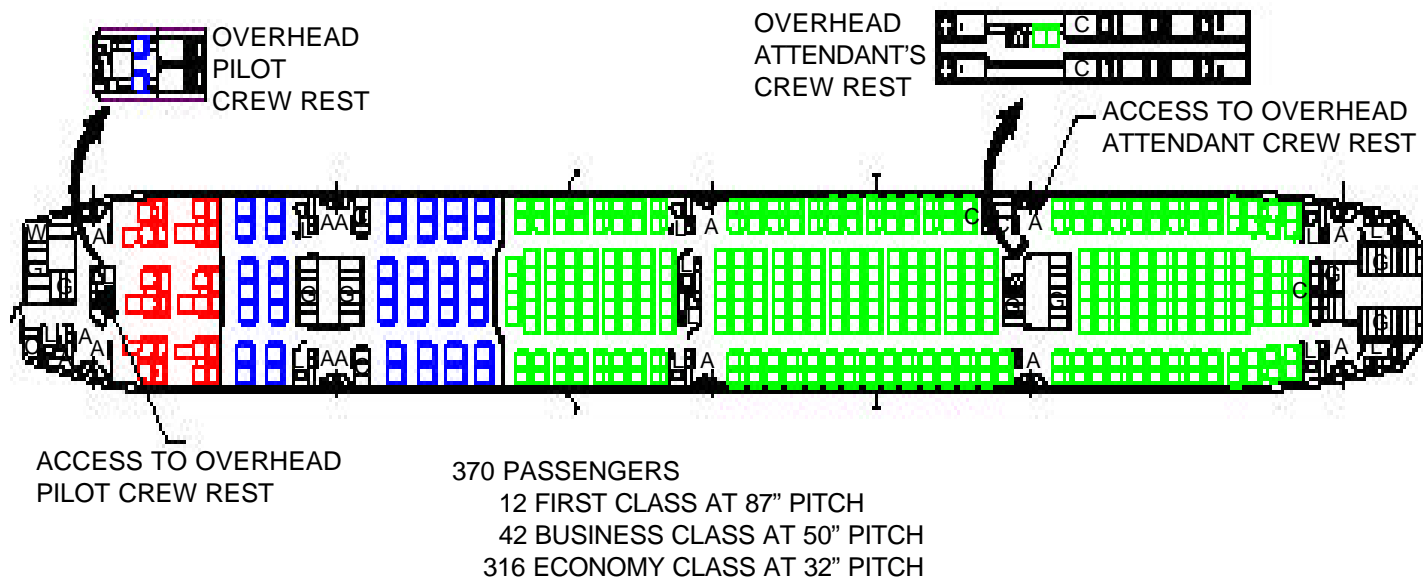 OVERHEAD
PILOT
CREW REST
OVERHEAD
ATTENDANT'S
CREW REST
C
C
ACCESS TO OVERHEAD
ATTENDANT CREW REST
W
A
G
G
L
A
A
A
AA
AA
G
G
L
A
L
L
A
C
C
A
G
A
L
A
L
G
G
C
G
L
A
L
ACCESS TO OVERHEAD
PILOT CREW REST
370 PASSENGERS
12 FIRST CLASS AT 87” PITCH
42 BUSINESS CLASS AT 50” PITCH
316 ECONOMY CLASS AT 32” PITCH